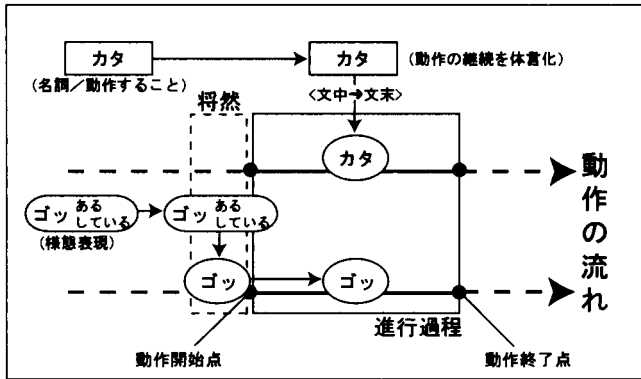 カタ
カタ
(動作の継続を体言化)
(名詞／動作すること)
<文中→文末>
将然
カタ
ゴッ ある している
ゴッ ある している
(様態表現)
ゴッ
ゴッ
動作の流れ
進行過程
動作開始点
動作終了点